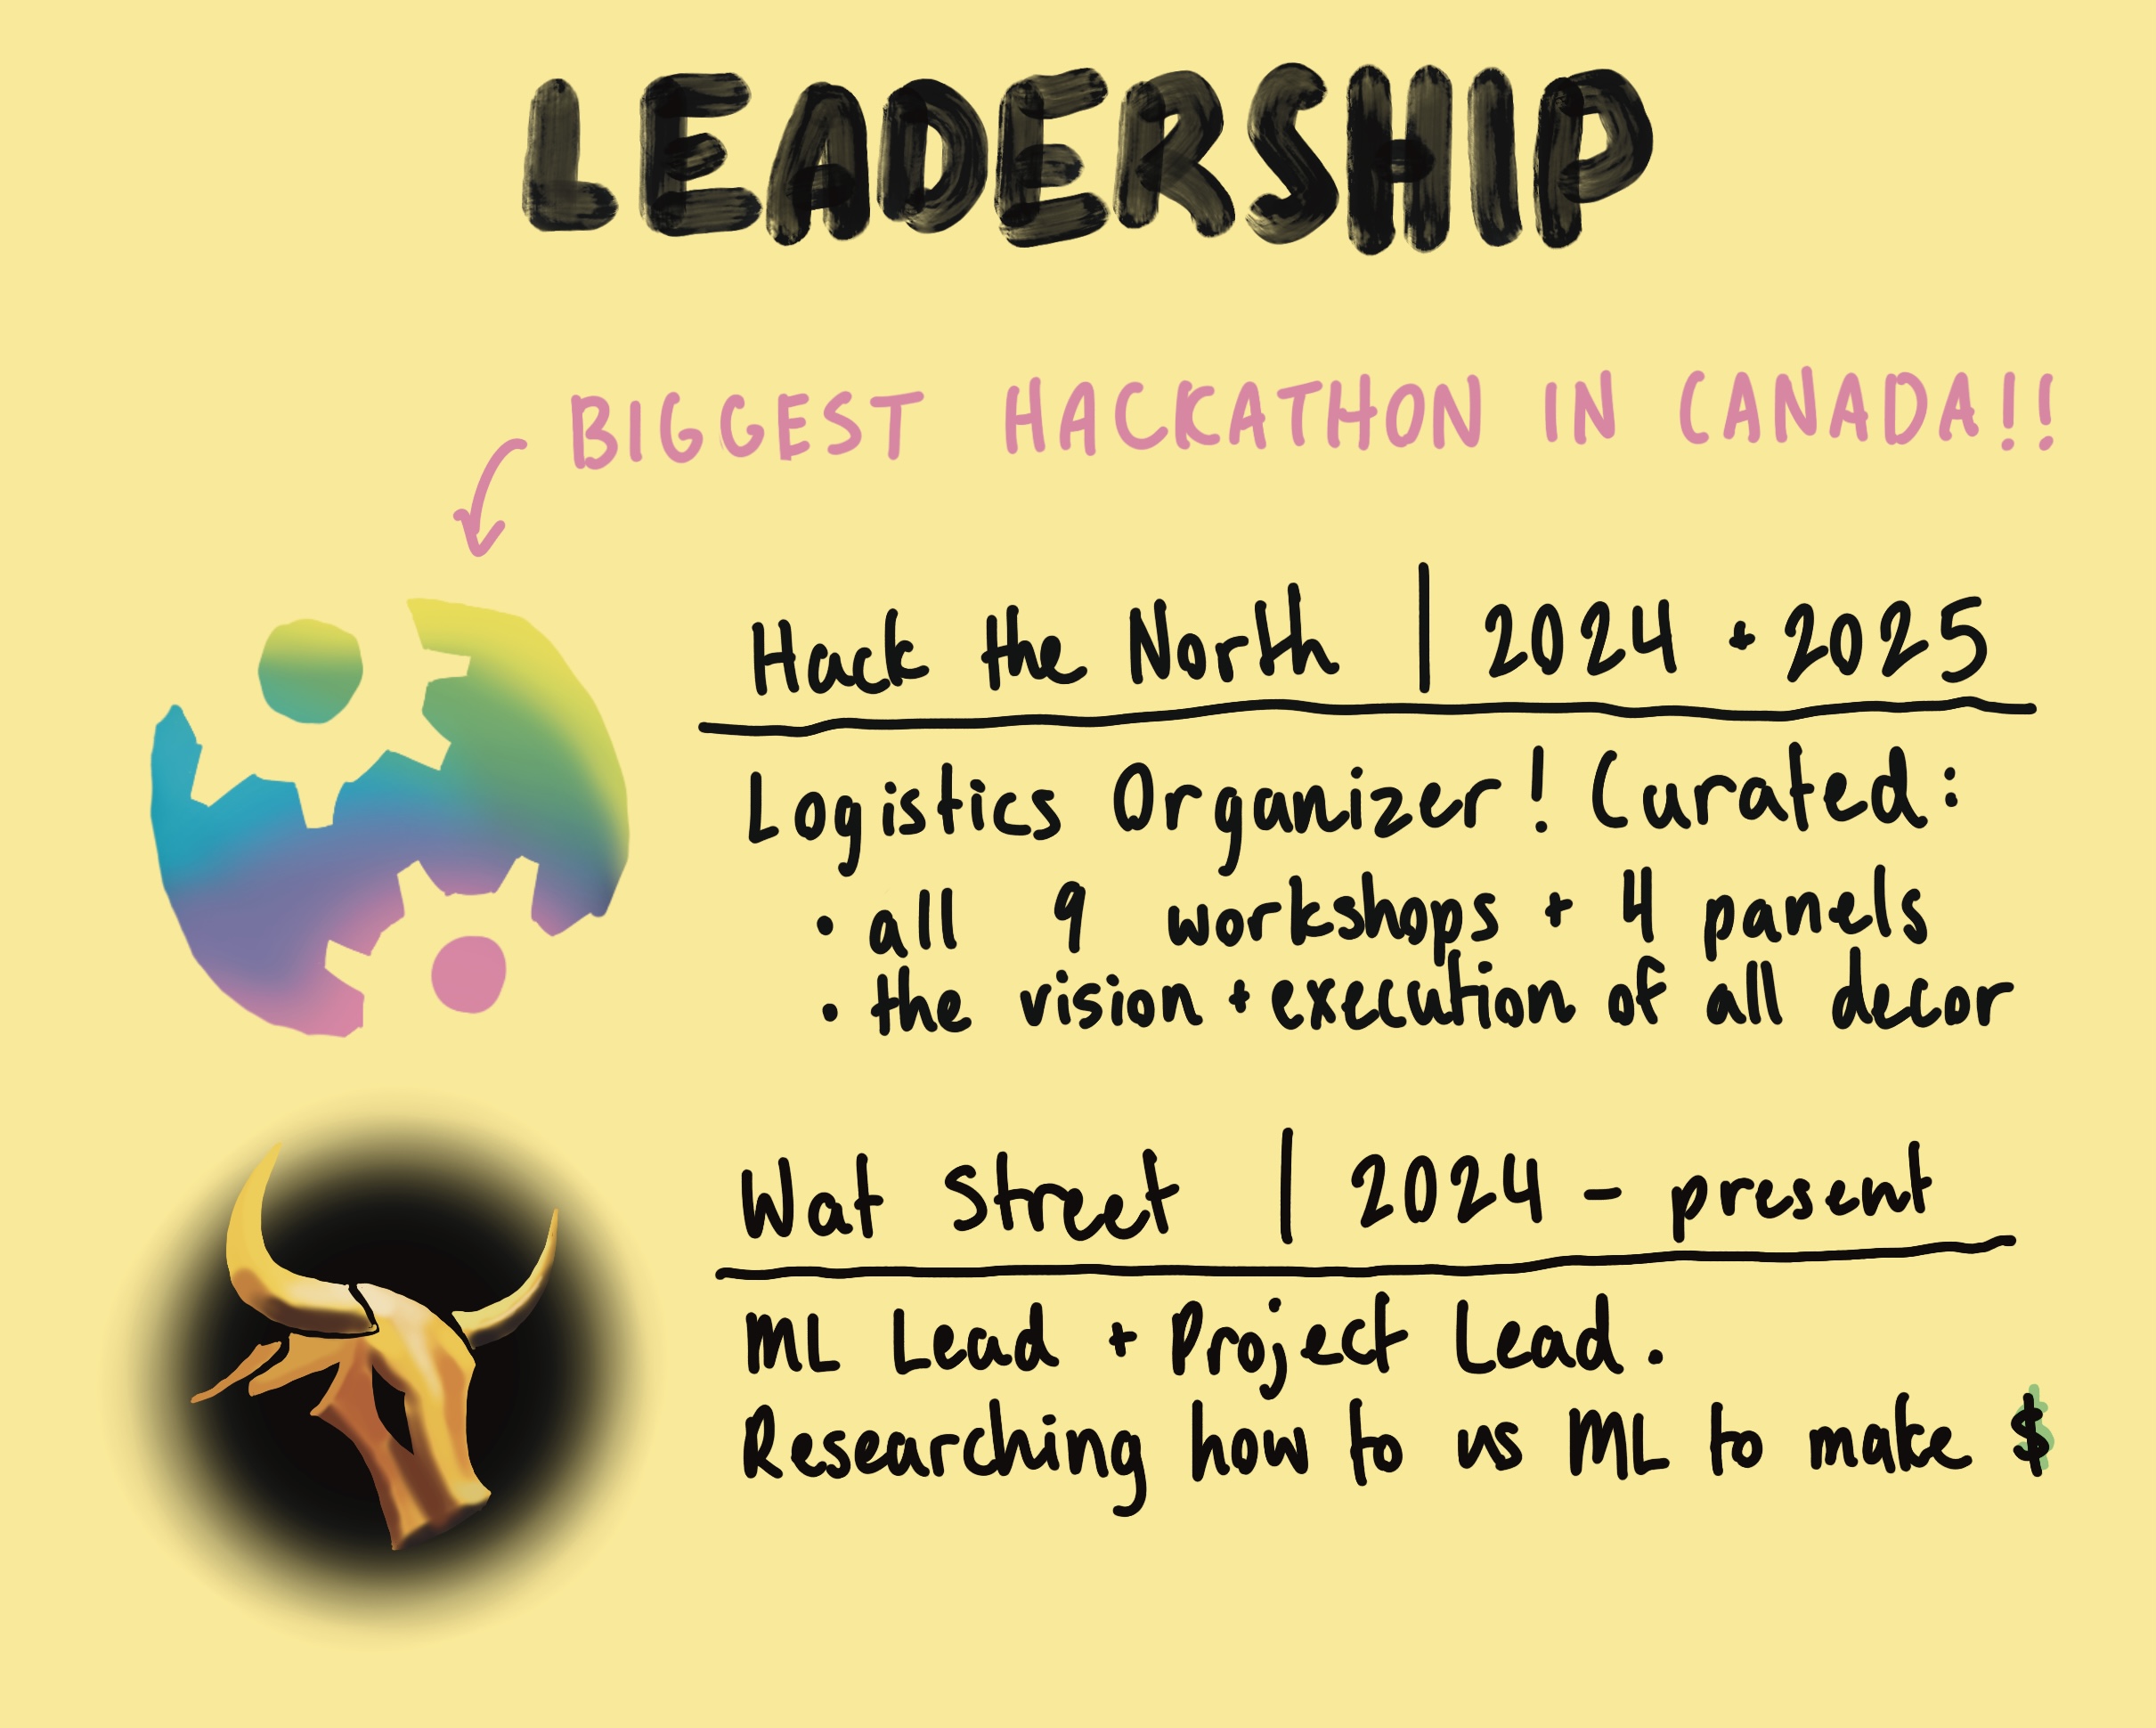 LEADERSHIP
BIGGEST HACKATHON IN CANADA!!
Hack the North | 2024 + 2025
Logistics Organizer! Curated:
• all 9 workshops + 4 panels
• the vision + execution of all decor
Wat Street | 2024 - present
ML Lead + Project Lead.
Researching how to us ML to make $